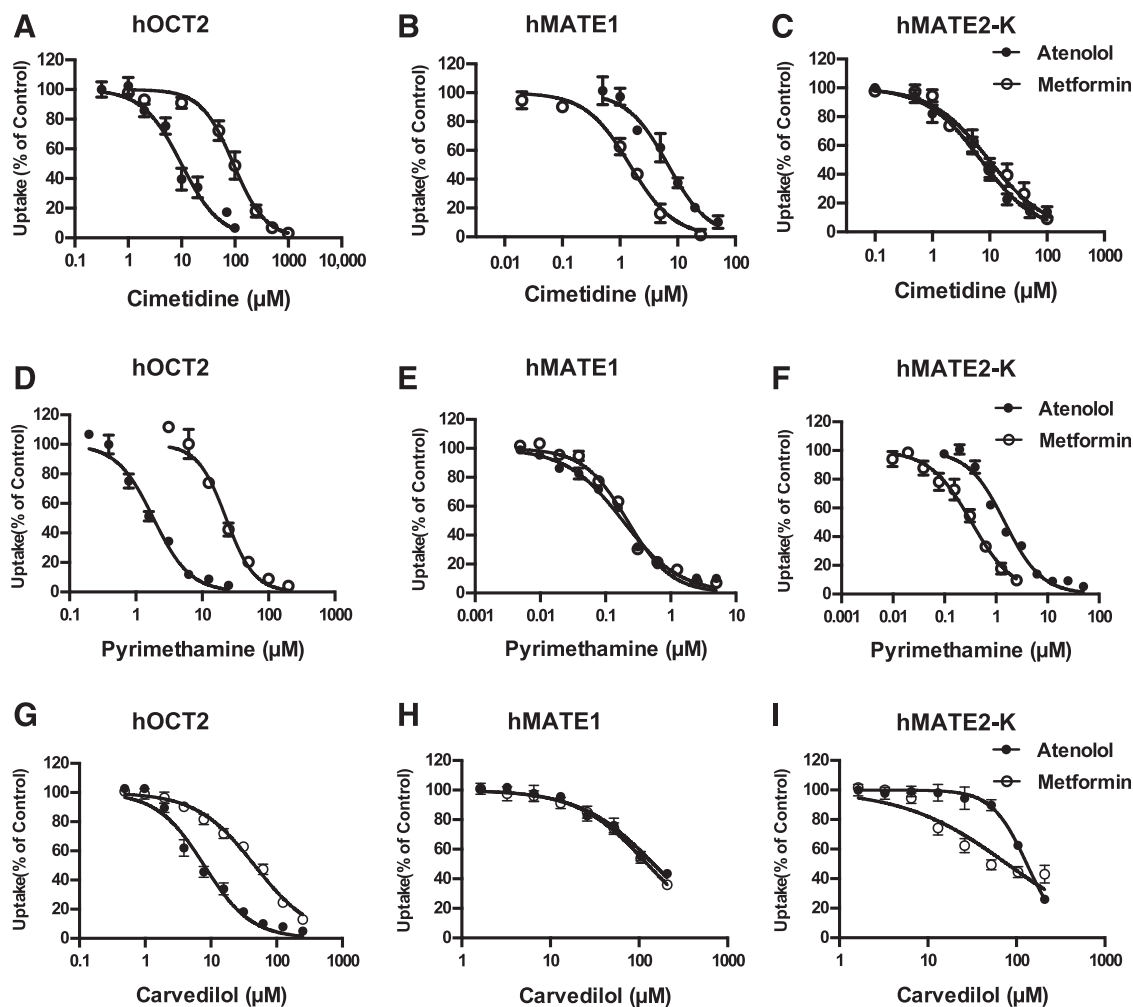 A hOCT2
Uptake (% of Control)
120
100
80
60
40
20
0
0.1 1 10 100 1000 10,000
Cimetidine (µM)
B hMATE1
Uptake(% of Control)
120
100
80
60
40
20
0
0.01 0.1 1 10 100
Cimetidine (µM)
C hMATE2-K
Atenolol
Metformin
Uptake(% of Control)
120
100
80
60
40
20
0
0.1 1 10 100 1000
Cimetidine (µM)
D hOCT2
Uptake(% of Control)
120
100
80
60
40
20
0
0.1 1 10 100 1000
Pyrimethamine (µM)
E hMATE1
Uptake(% of Control)
120
100
80
60
40
20
0
0.001 0.01 0.1 1 10
Pyrimethamine (µM)
F hMATE2-K
Atenolol
Metformin
Uptake(% of Control)
120
100
80
60
40
20
0
0.001 0.01 0.1 1 10 100
Pyrimethamine (µM)
G hOCT2
Uptake(% of Control)
120
100
80
60
40
20
0
0.1 1 10 100 1000
Carvedilol (µM)
H hMATE1
Uptake(% of Control)
120
100
80
60
40
20
0
1 10 100 1000
Carvedilol (µM)
I hMATE2-K
Atenolol
Metformin
Uptake(% of Control)
120
100
80
60
40
20
0
1 10 100 1000
Carvedilol (µM)